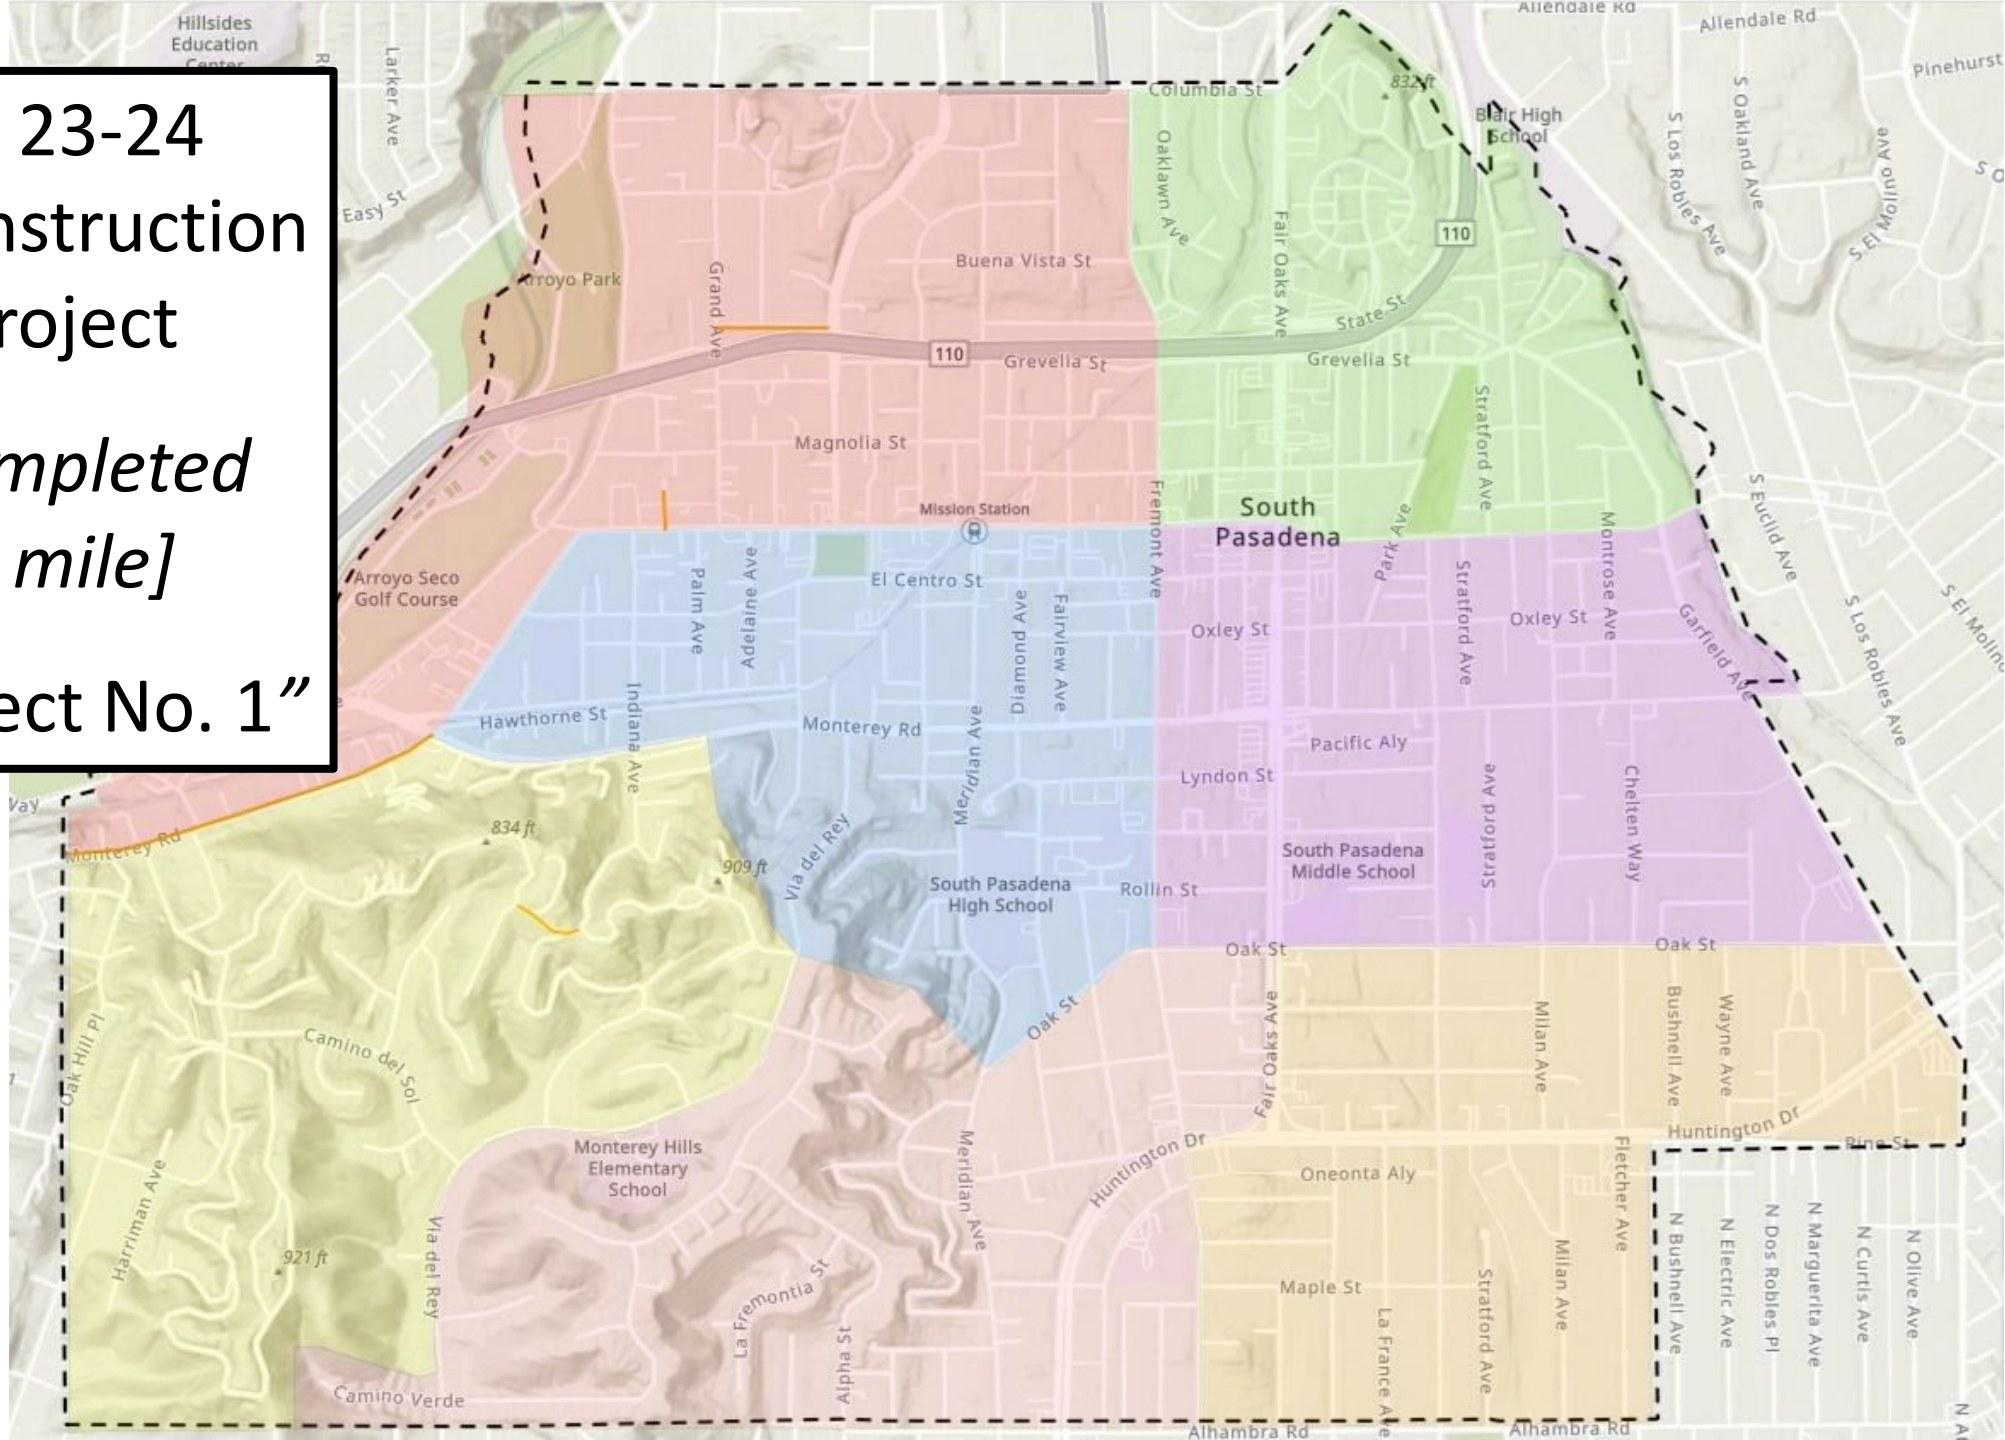 23-24
nstruction
roject
mpleted
mile]
ect No. 1”
Hillsides
Education
Center
Larker Ave
Easy St
Allendale Rd
Allendale Rd
Pinehurst
832 ft
Blair High
School
Columbia St
Oaklawn Ave
Fair Oaks Ave
S Los Robles Ave
S Oakland Ave
S El Molino Ave
Arroyo Park
Grand Ave
Buena Vista St
110
State St
110
Grevelia St
Grevelia St
Magnolia St
Stratford Ave
Mission Station
Fremont Ave
South
Pasadena
Park Ave
Montrose Ave
S Euclid Ave
Arroyo Seco
Golf Course
Palm Ave
Adelaine Ave
El Centro St
Diamond Ave
Fairview Ave
Oxley St
Stratford Ave
Oxley St
Garfield Ave
S Los Robles Ave
S El Molino
Hawthorne St
Indiana Ave
Monterey Rd
Meridian Ave
Pacific Aly
Lyndon St
Stratford Ave
Chelten Way
Way
Monterey Rd
834 ft
909 ft
Via del Rey
South Pasadena
High School
Rollin St
South Pasadena
Middle School
Oak St
Oak St
Oak St
Oak Hill Pl
Camino del Sol
Fair Oaks Ave
Milan Ave
Bushnell Ave
Wayne Ave
Huntington Dr
Pine St
Harriman Ave
Monterey Hills
Elementary
School
Meridian Ave
Huntington Dr
Oneonta Aly
Fletcher Ave
921 ft
Via del Rey
La Fremontia St
Alpha St
Maple St
La France Ave
Stratford Ave
Milan Ave
N Bushnell Ave
N Electric Ave
N Dos Robles Pl
N Marguerita Ave
N Curtis Ave
N Olive Ave
Camino Verde
Alhambra Rd
Alhambra Rd